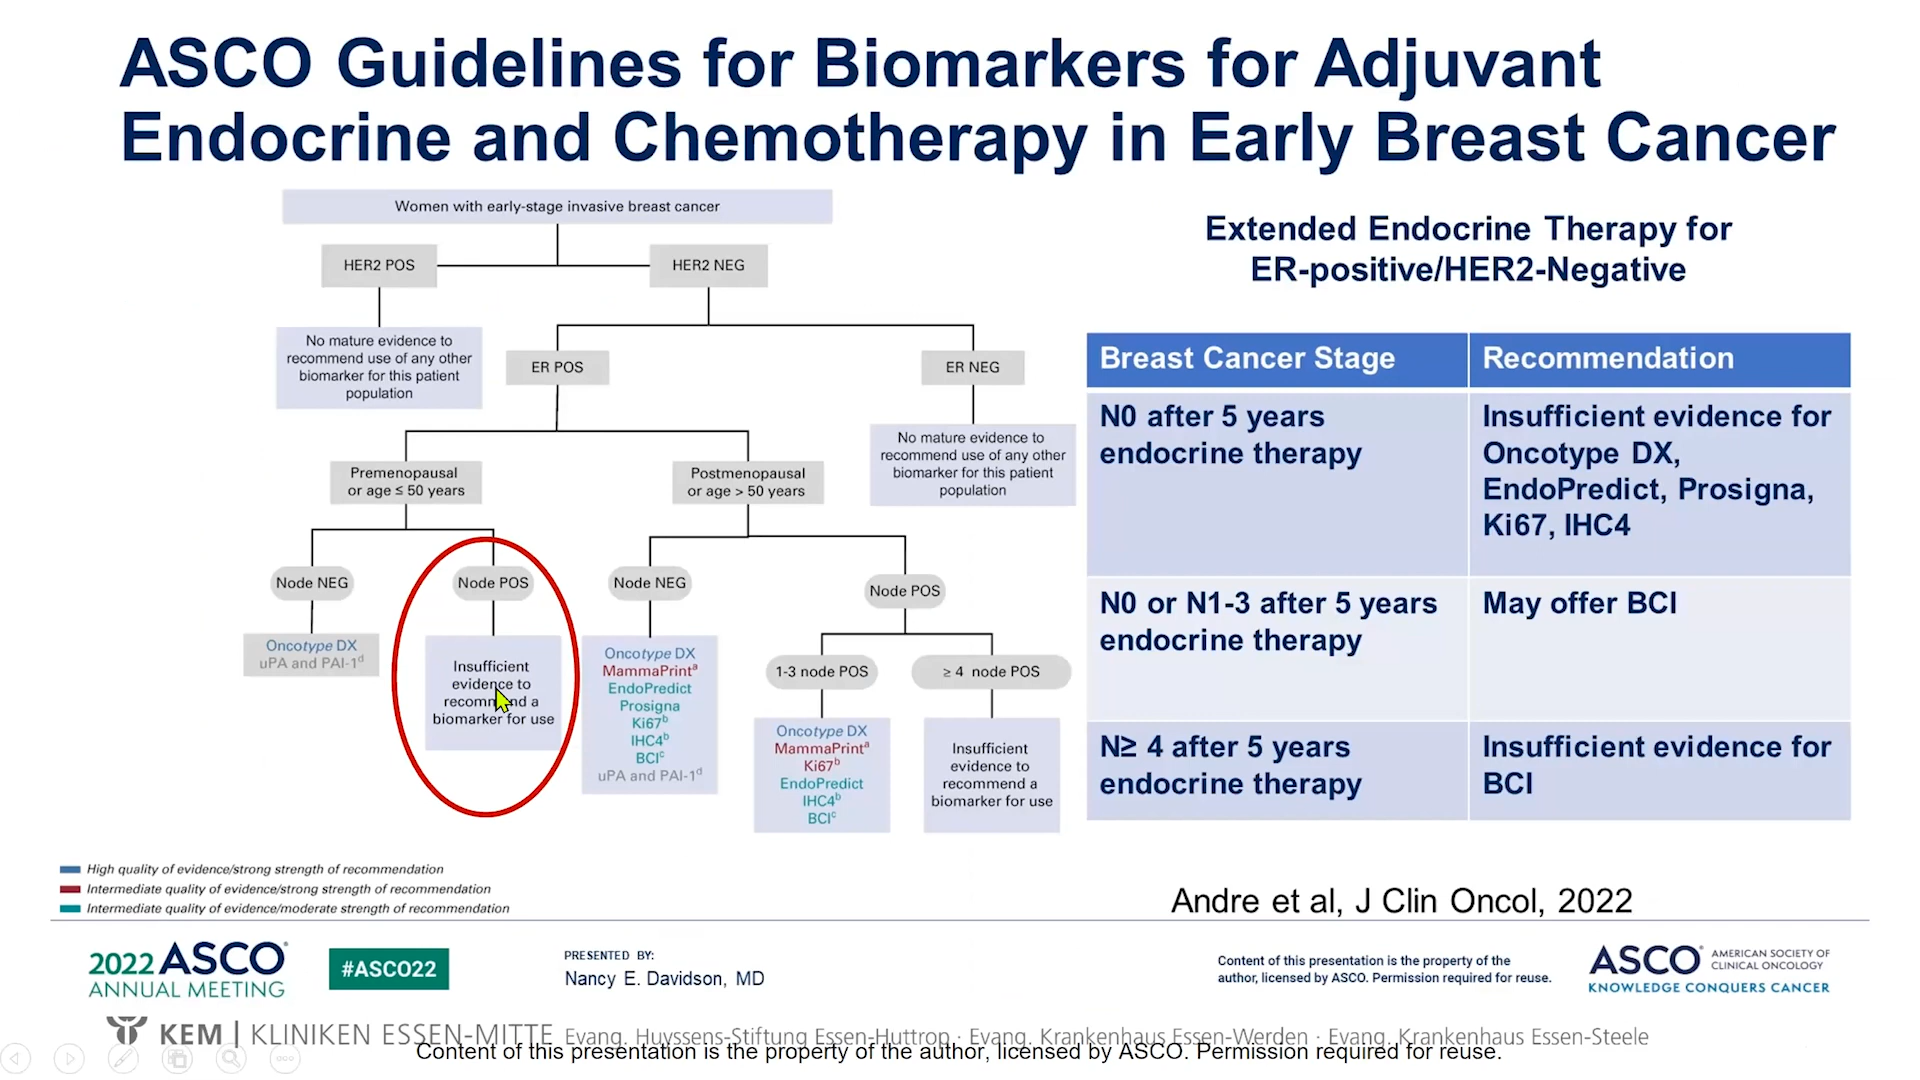 ASCO Guidelines for Biomarkers for Adjuvant
Endocrine and Chemotherapy in Early Breast Cancer
Women with early-stage invasive breast cancer
HER2 POS
HER2 NEG
No mature evidence to
recommend use of any other
biomarker for this patient
population
ER POS
ER NEG
No mature evidence to
recommend use of any other
biomarker for this patient
population
Premenopausal
or age ≤ 50 years
Postmenopausal
or age > 50 years
Node NEG
Node POS
Node NEG
Node POS
Oncotype DX
uPA and PAI-1d
Insufficient
evidence to
recommend a
biomarker for use
Oncotype DX
MammaPrinta
EndoPredict
Prosigna
Ki67b
IHC4b
BCIc
uPA and PAI-1d
1-3 node POS
≥ 4 node POS
Oncotype DX
MammaPrinta
Ki67b
EndoPredict
IHC4b
BCIc
Insufficient
evidence to
recommend a
biomarker for use
High quality of evidence/strong strength of recommendation
Intermediate quality of evidence/strong strength of recommendation
Intermediate quality of evidence/moderate strength of recommendation
Extended Endocrine Therapy for
ER-positive/HER2-Negative
Breast Cancer Stage
Recommendation
N0 after 5 years
endocrine therapy
Insufficient evidence for
Oncotype DX,
EndoPredict, Prosigna,
Ki67, IHC4
N0 or N1-3 after 5 years
endocrine therapy
May offer BCI
N≥ 4 after 5 years
endocrine therapy
Insufficient evidence for
BCI
Andre et al, J Clin Oncol, 2022
2022 ASCO®
ANNUAL MEETING
#ASCO22
PRESENTED BY:
Nancy E. Davidson, MD
Content of this presentation is the property of the
author, licensed by ASCO. Permission required for reuse.
ASCO® AMERICAN SOCIETY OF
CLINICAL ONCOLOGY
KNOWLEDGE CONQUERS CANCER
KEM | KLINIKEN ESSEN-MITTE Evang. Huyssens-Stiftung Essen-Huttrop · Evang. Krankenhaus Essen-Werden · Evang. Krankenhaus Essen-Steele
Content of this presentation is the property of the author, licensed by ASCO. Permission required for reuse.